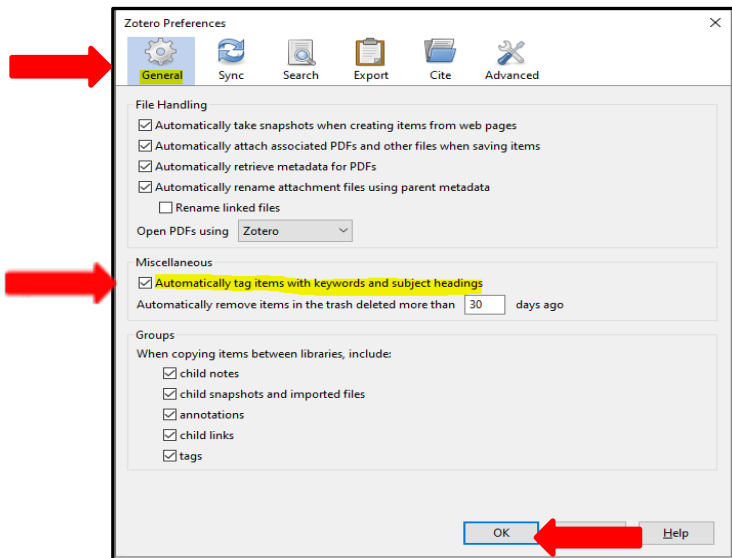 Zotero Preferences
General Sync Search Export Cite Advanced
File Handling
Automatically take snapshots when creating items from web pages
Automatically attach associated PDFs and other files when saving items
Automatically retrieve metadata for PDFs
Automatically rename attachment files using parent metadata
Rename linked files
Open PDFs using Zotero
Miscellaneous
Automatically tag items with keywords and subject headings
Automatically remove items in the trash deleted more than 30 days ago
Groups
When copying items between libraries, include:
child notes
child snapshots and imported files
annotations
child links
tags
OK Help